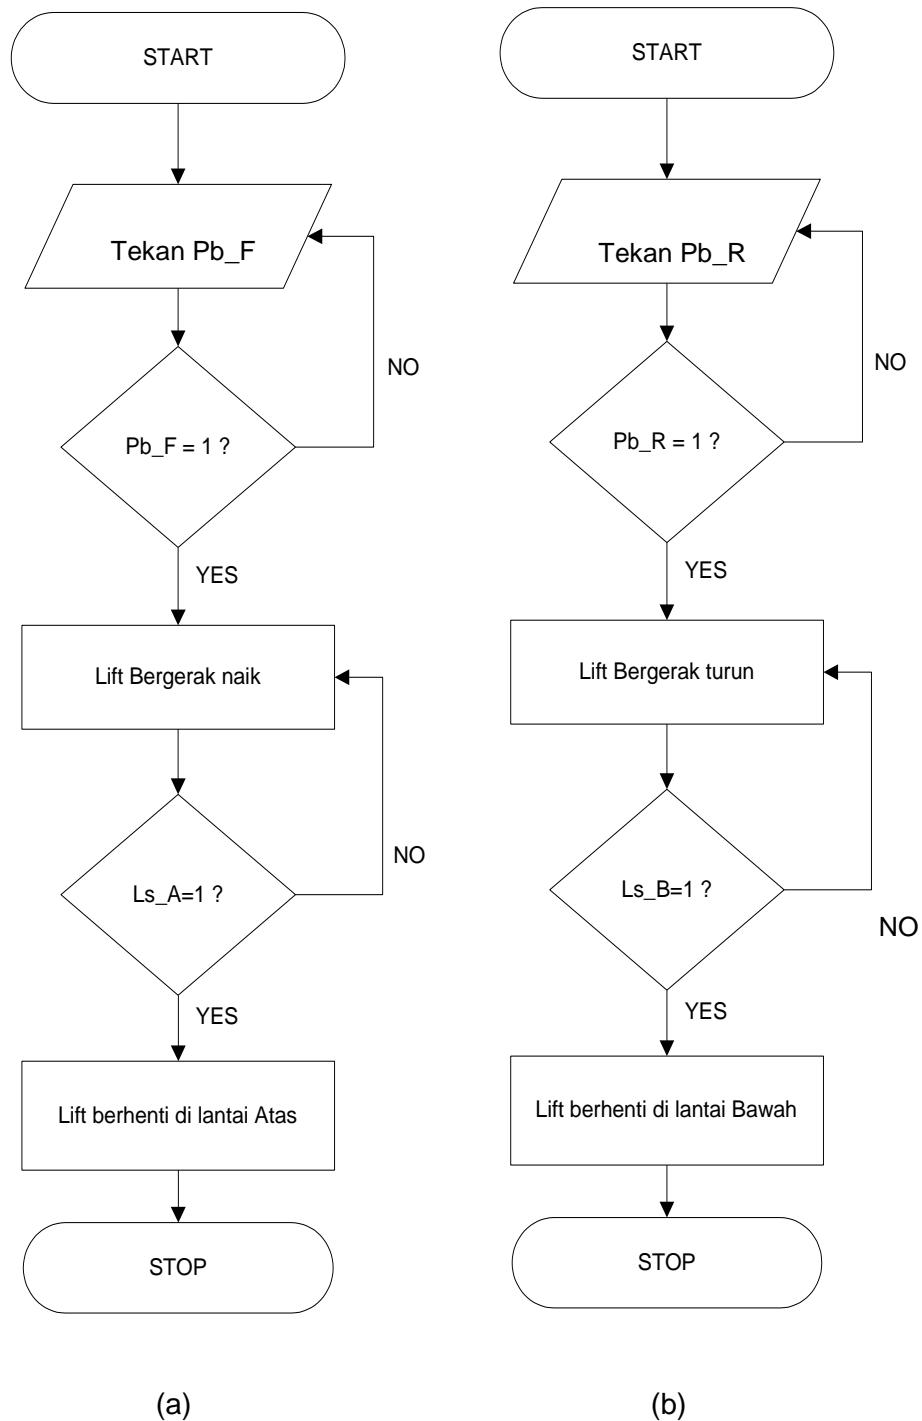 START
Tekan Pb_F
NO
Pb_F = 1 ?
YES
Lift Bergerak naik
NO
Ls_A=1 ?
YES
Lift berhenti di lantai Atas
STOP
(a)
START
Tekan Pb_R
NO
Pb_R = 1 ?
YES
Lift Bergerak turun
Ls_B=1 ?
NO
YES
Lift berhenti di lantai Bawah
STOP
(b)